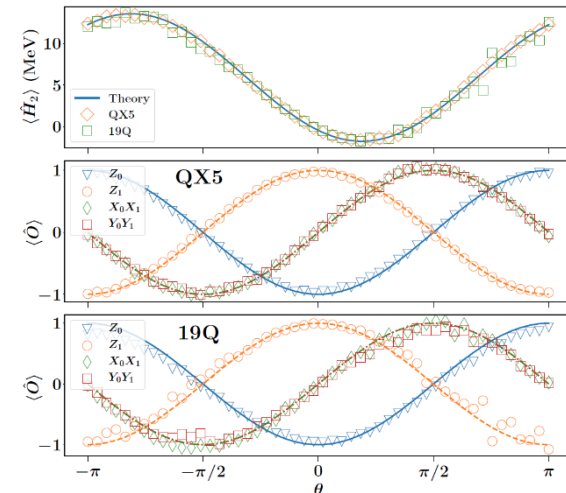 ⟨Ĥ₂⟩ (MeV)
10
5
0
Theory
QX5
19Q
⟨Ô⟩
1
0
−1
Z₀
Z₁
X₀X₁
Y₀Y₁
QX5
⟨Ô⟩
1
0
−1
Z₀
Z₁
X₀X₁
Y₀Y₁
19Q
−π −π/2 0 π/2 π
θ